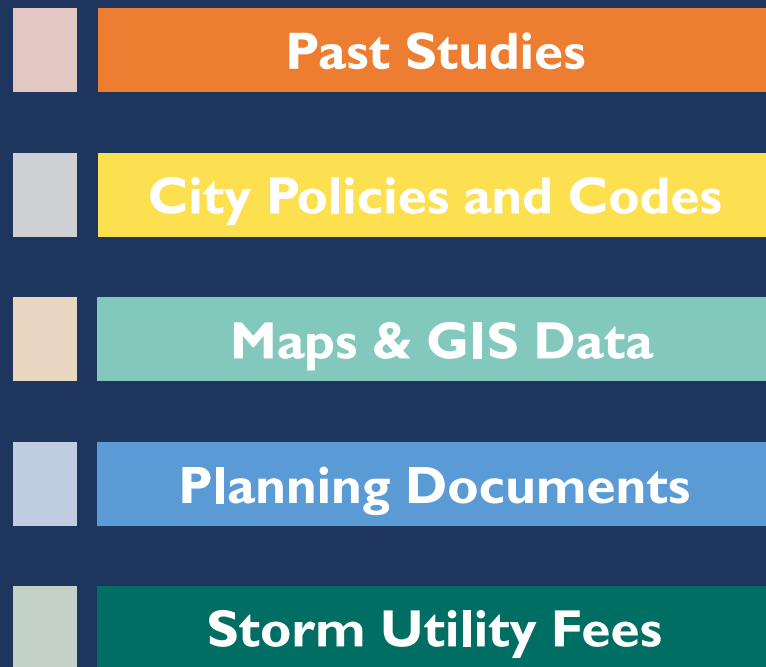 Past Studies
City Policies and Codes
Maps & GIS Data
Planning Documents
Storm Utility Fees